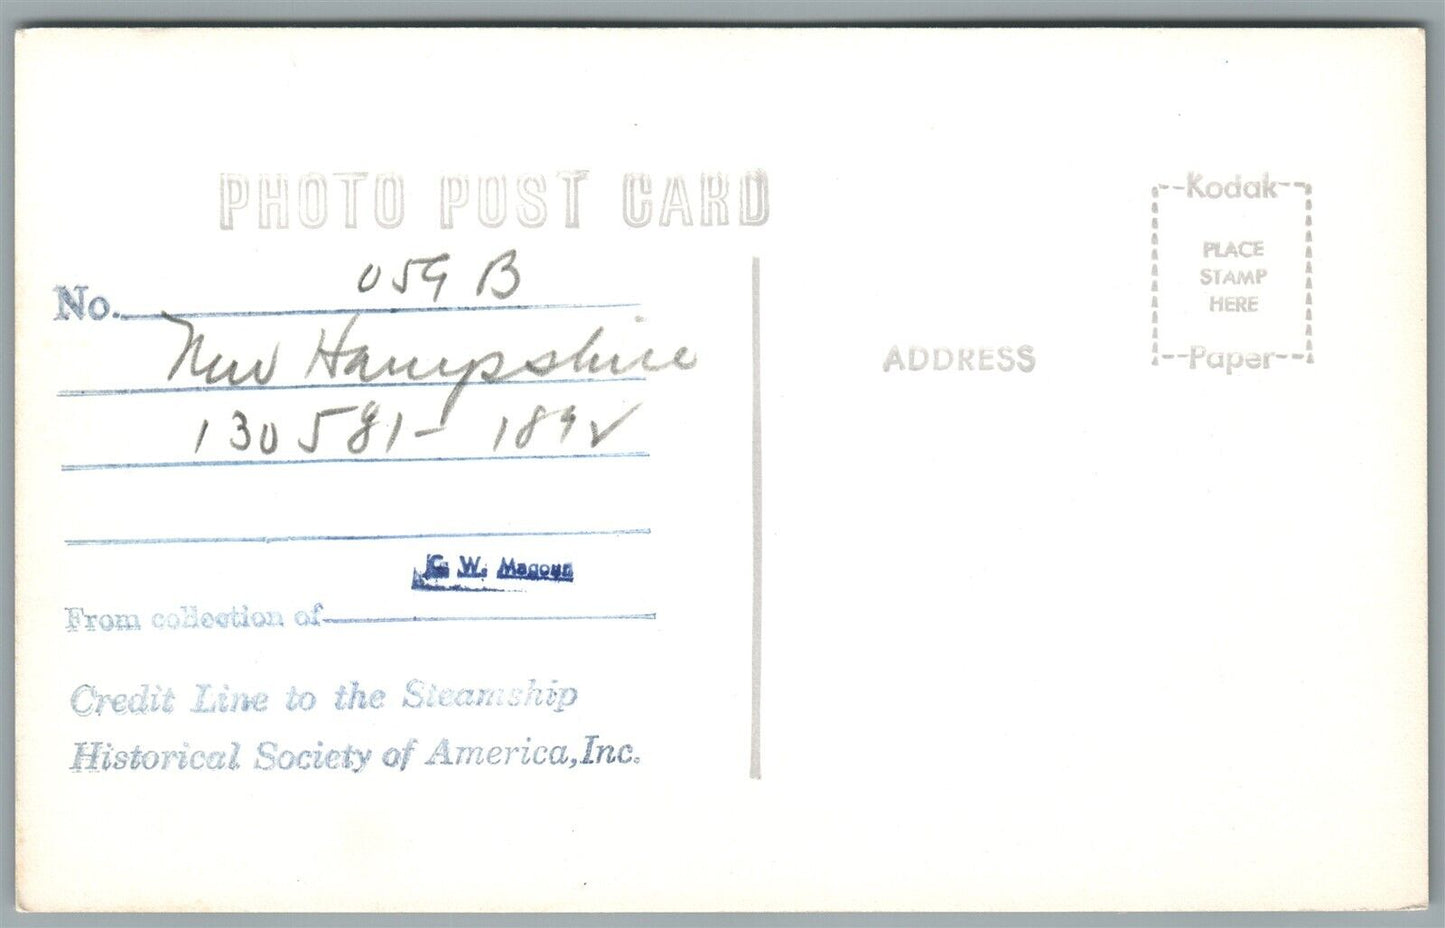 PHOTO POST CARD
No. 059 B
New Hampshire
130581 - 1892
C. W. Magoun
From collection of
Credit Line to the Steamship
Historical Society of America, Inc.
ADDRESS
Kodak
PLACE
STAMP
HERE
Paper